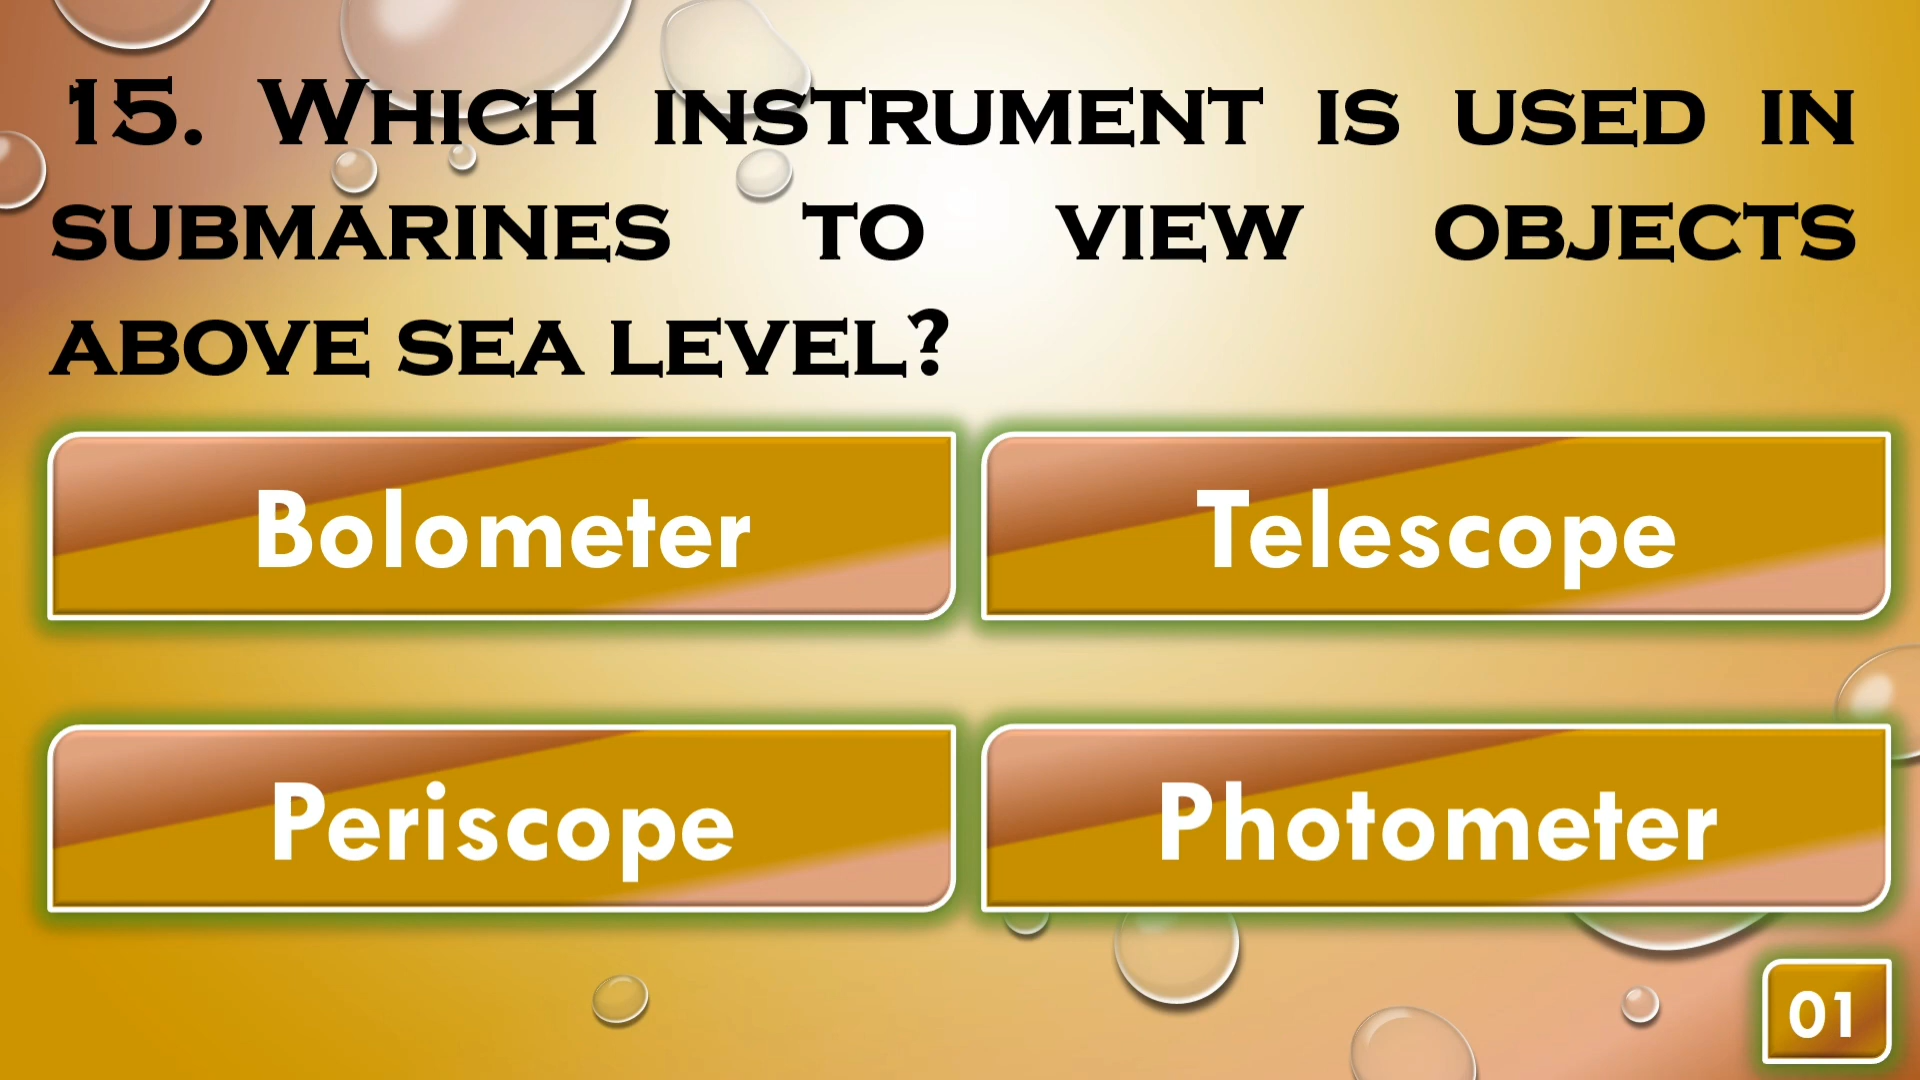 15. Which instrument is used in
submarines to view objects
above sea level?
Bolometer
Telescope
Periscope
Photometer
01